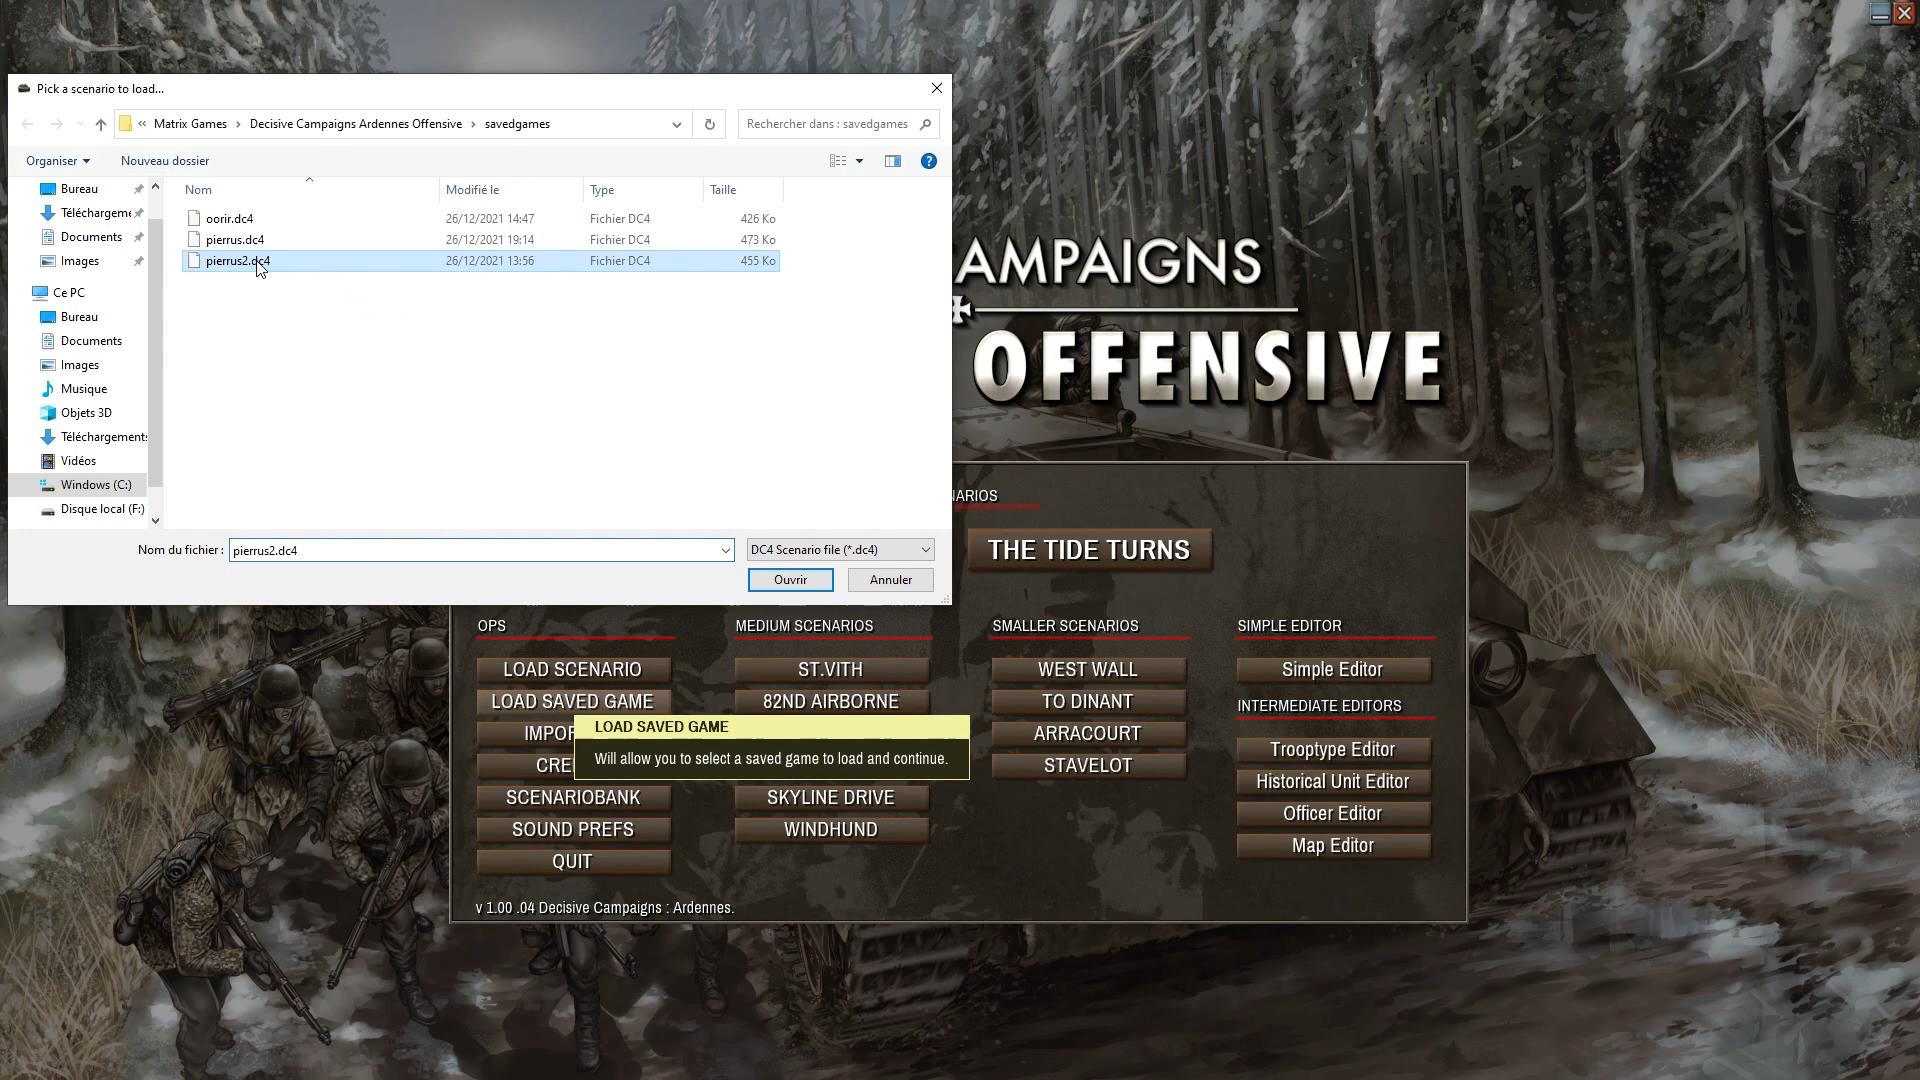 Pick a scenario to load...
« Matrix Games › Decisive Campaigns Ardennes Offensive › savedgames
Rechercher dans : savedgames
Organiser
Nouveau dossier
Bureau
Téléchargeme
Documents
Images
Ce PC
Bureau
Documents
Images
Musique
Objets 3D
Téléchargements
Vidéos
Windows (C:)
Disque local (F:)
Nom Modifié le Type Taille
oorir.dc4 26/12/2021 14:47 Fichier DC4 426 Ko
pierrus.dc4 26/12/2021 19:14 Fichier DC4 473 Ko
pierrus2.dc4 26/12/2021 13:56 Fichier DC4 455 Ko
Nom du fichier : pierrus2.dc4
DC4 Scenario file (*.dc4)
Ouvrir Annuler
AMPAIGNS
OFFENSIVE
NARIOS
THE TIDE TURNS
OPS
LOAD SCENARIO
LOAD SAVED GAME
IMPOR
CRE
SCENARIOBANK
SOUND PREFS
QUIT
LOAD SAVED GAME
Will allow you to select a saved game to load and continue.
MEDIUM SCENARIOS
ST.VITH
82ND AIRBORNE
SKYLINE DRIVE
WINDHUND
SMALLER SCENARIOS
WEST WALL
TO DINANT
ARRACOURT
STAVELOT
SIMPLE EDITOR
Simple Editor
INTERMEDIATE EDITORS
Trooptype Editor
Historical Unit Editor
Officer Editor
Map Editor
v 1.00 .04 Decisive Campaigns : Ardennes.